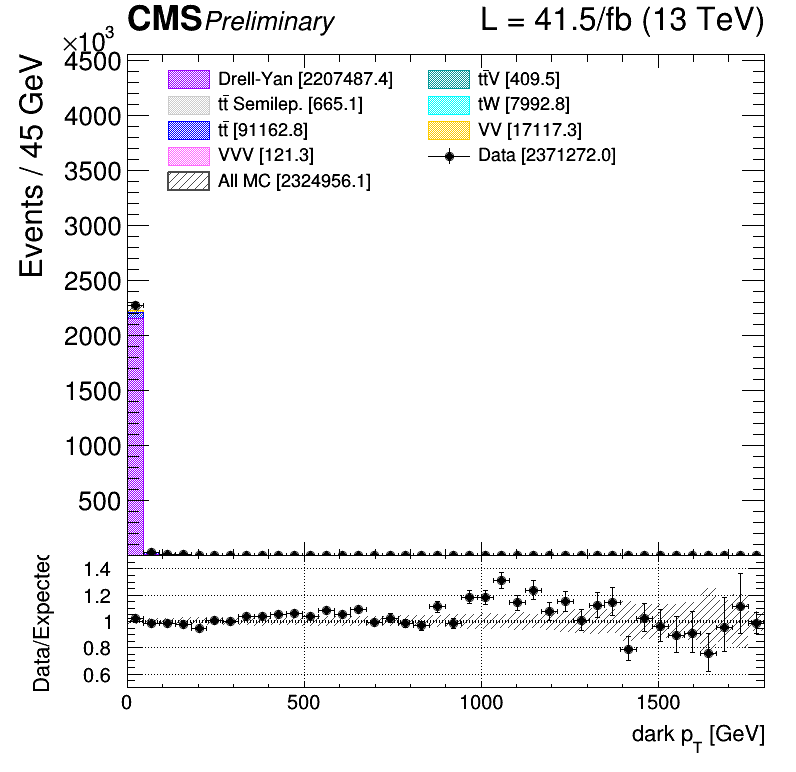 CMS Preliminary L = 41.5/fb (13 TeV)
×10³
Events / 45 GeV
4500
4000
3500
3000
2500
2000
1500
1000
500
Drell-Yan [2207487.4]
tt̄ Semilep. [665.1]
tt̄ [91162.8]
VVV [121.3]
All MC [2324956.1]
tt̄V [409.5]
tW [7992.8]
VV [17117.3]
Data [2371272.0]
Data/Expected
1.4
1.2
1
0.8
0.6
0 500 1000 1500
dark p_T [GeV]